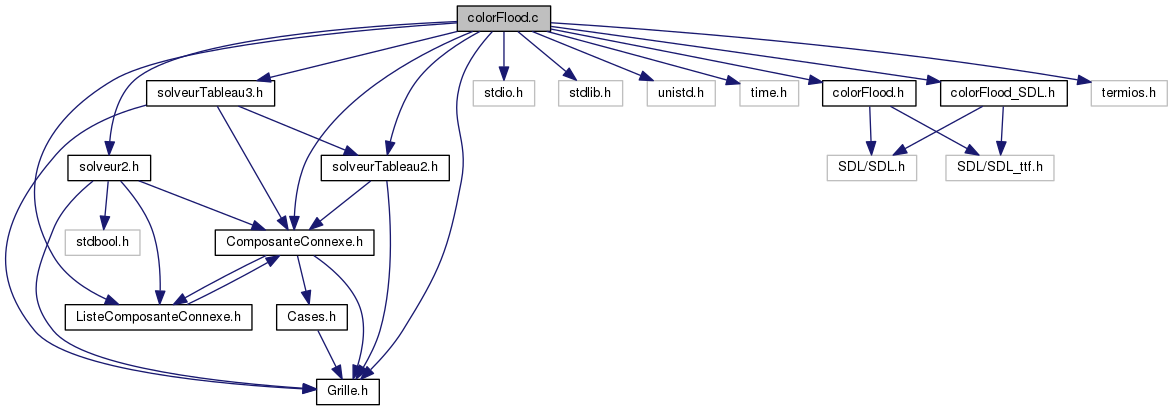 colorFlood.c
solveurTableau3.h
stdio.h
stdlib.h
unistd.h
time.h
colorFlood.h
colorFlood_SDL.h
termios.h
solveur2.h
solveurTableau2.h
SDL/SDL.h
SDL/SDL_ttf.h
stdbool.h
ComposanteConnexe.h
ListeComposanteConnexe.h
Cases.h
Grille.h